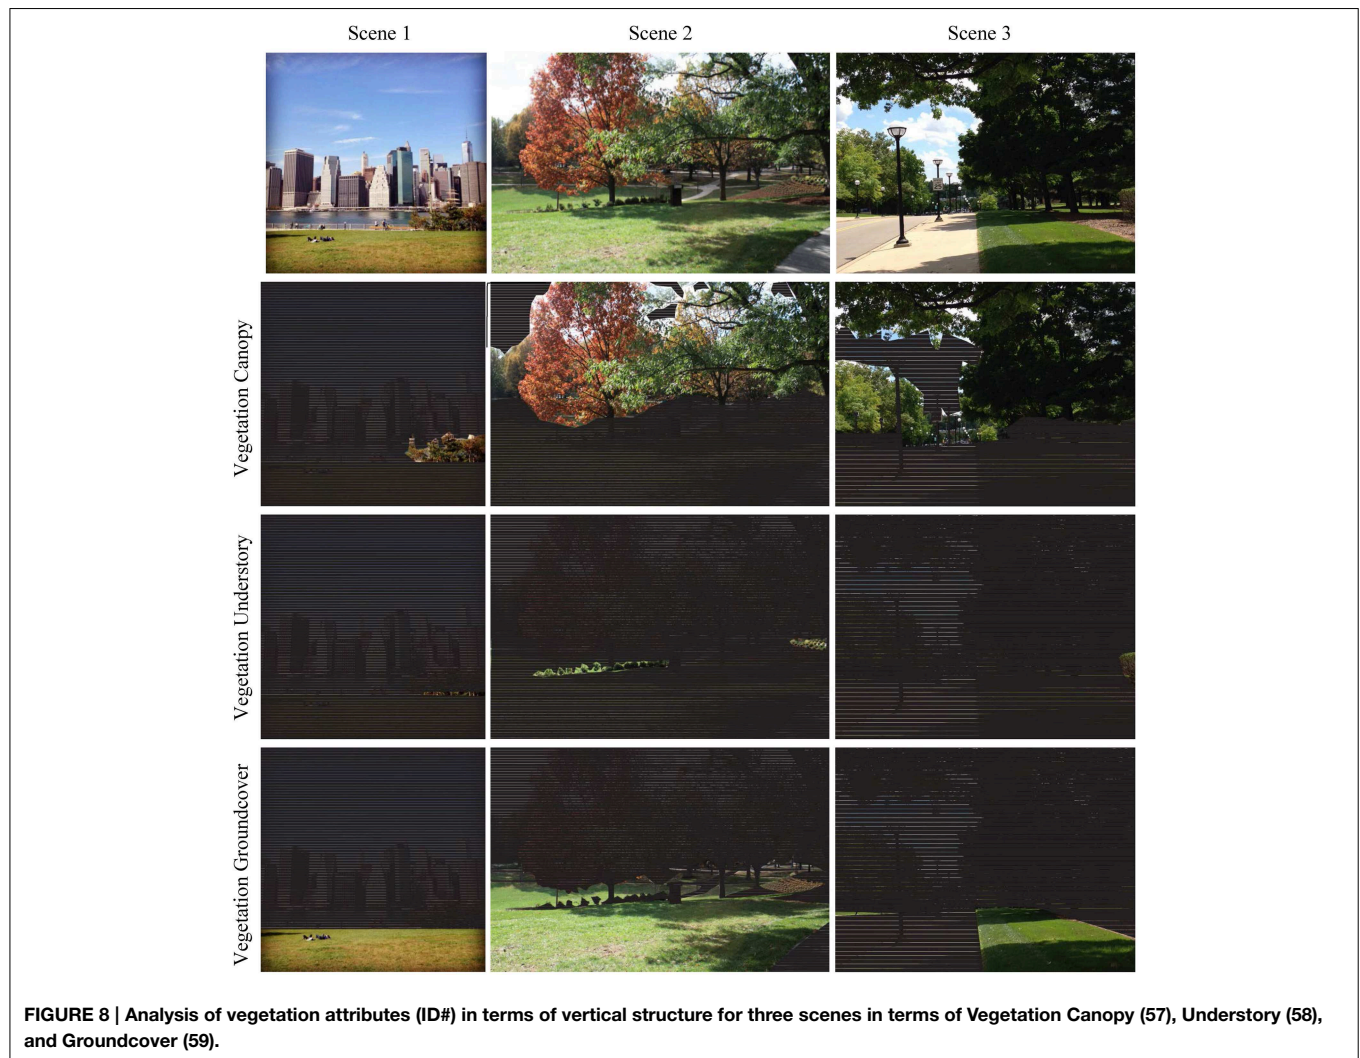 Scene 1
Scene 2
Scene 3
Vegetation Canopy
Vegetation Understory
Vegetation Groundcover
FIGURE 8 | Analysis of vegetation attributes (ID#) in terms of vertical structure for three scenes in terms of Vegetation Canopy (57), Understory (58),
and Groundcover (59).